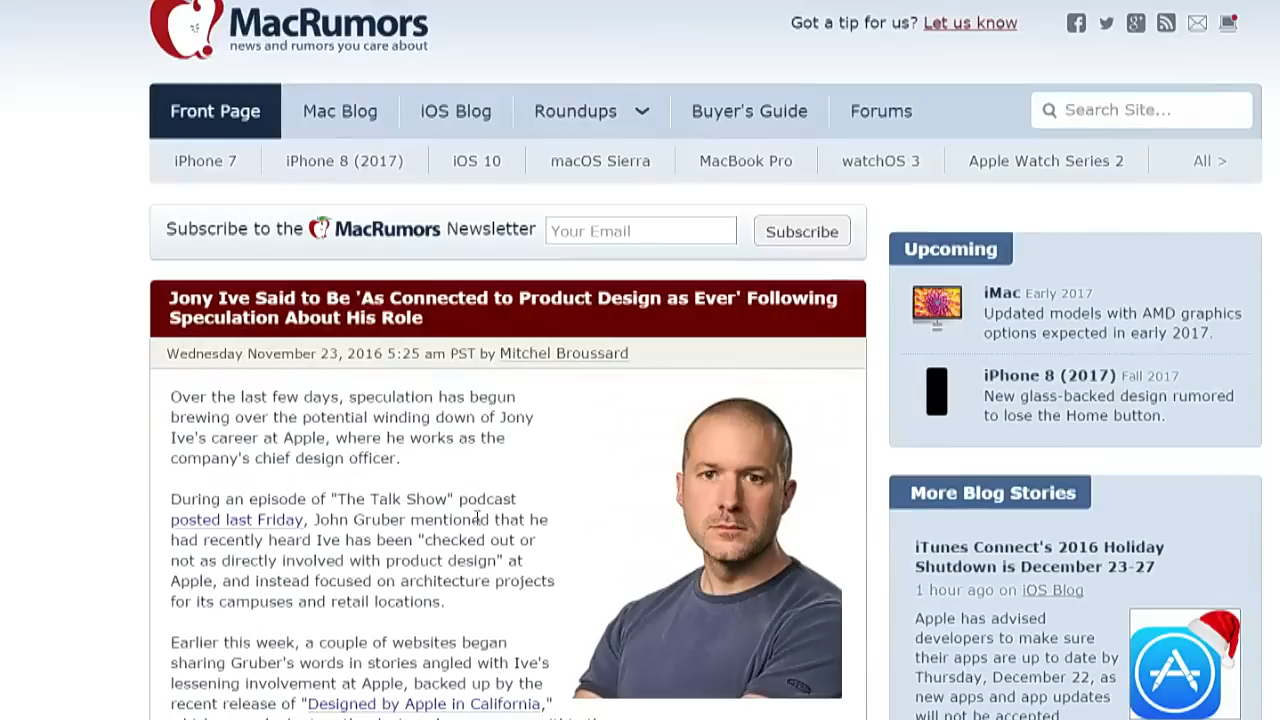 MacRumors
news and rumors you care about
Got a tip for us? Let us know
Front Page
Mac Blog
iOS Blog
Roundups
Buyer's Guide
Forums
Search Site...
iPhone 7
iPhone 8 (2017)
iOS 10
macOS Sierra
MacBook Pro
watchOS 3
Apple Watch Series 2
All >
Subscribe to the MacRumors Newsletter
Your Email
Subscribe
Jony Ive Said to Be 'As Connected to Product Design as Ever' Following
Speculation About His Role
Wednesday November 23, 2016 5:25 am PST by Mitchel Broussard
Over the last few days, speculation has begun
brewing over the potential winding down of Jony
Ive's career at Apple, where he works as the
company's chief design officer.
During an episode of "The Talk Show" podcast
posted last Friday, John Gruber mentioned that he
had recently heard Ive has been "checked out or
not as directly involved with product design" at
Apple, and instead focused on architecture projects
for its campuses and retail locations.
Earlier this week, a couple of websites began
sharing Gruber's words in stories angled with Ive's
lessening involvement at Apple, backed up by the
recent release of "Designed by Apple in California,"
Upcoming
iMac Early 2017
Updated models with AMD graphics
options expected in early 2017.
iPhone 8 (2017) Fall 2017
New glass-backed design rumored
to lose the Home button.
More Blog Stories
iTunes Connect's 2016 Holiday
Shutdown is December 23-27
1 hour ago on iOS Blog
Apple has advised
developers to make sure
their apps are up to date by
Thursday, December 22, as
new apps and app updates
will not be accepted